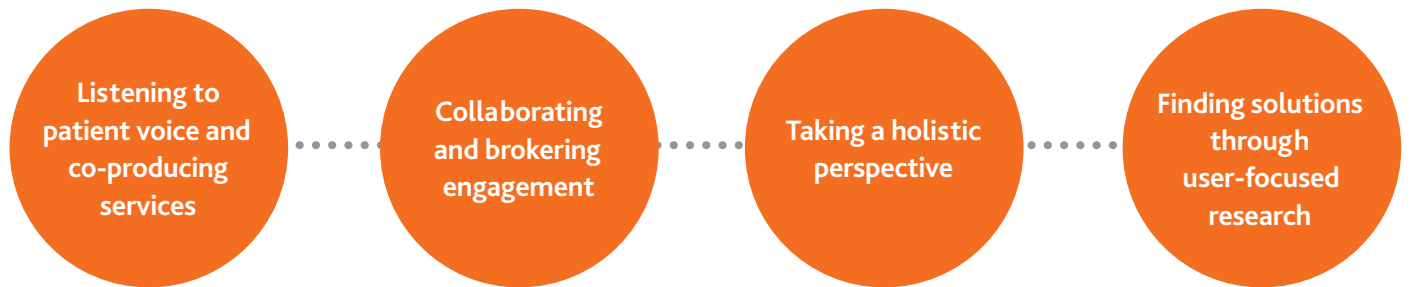 Listening to
patient voice and
co-producing
services
Collaborating
and brokering
engagement
Taking a holistic
perspective
Finding solutions
through
user-focused
research